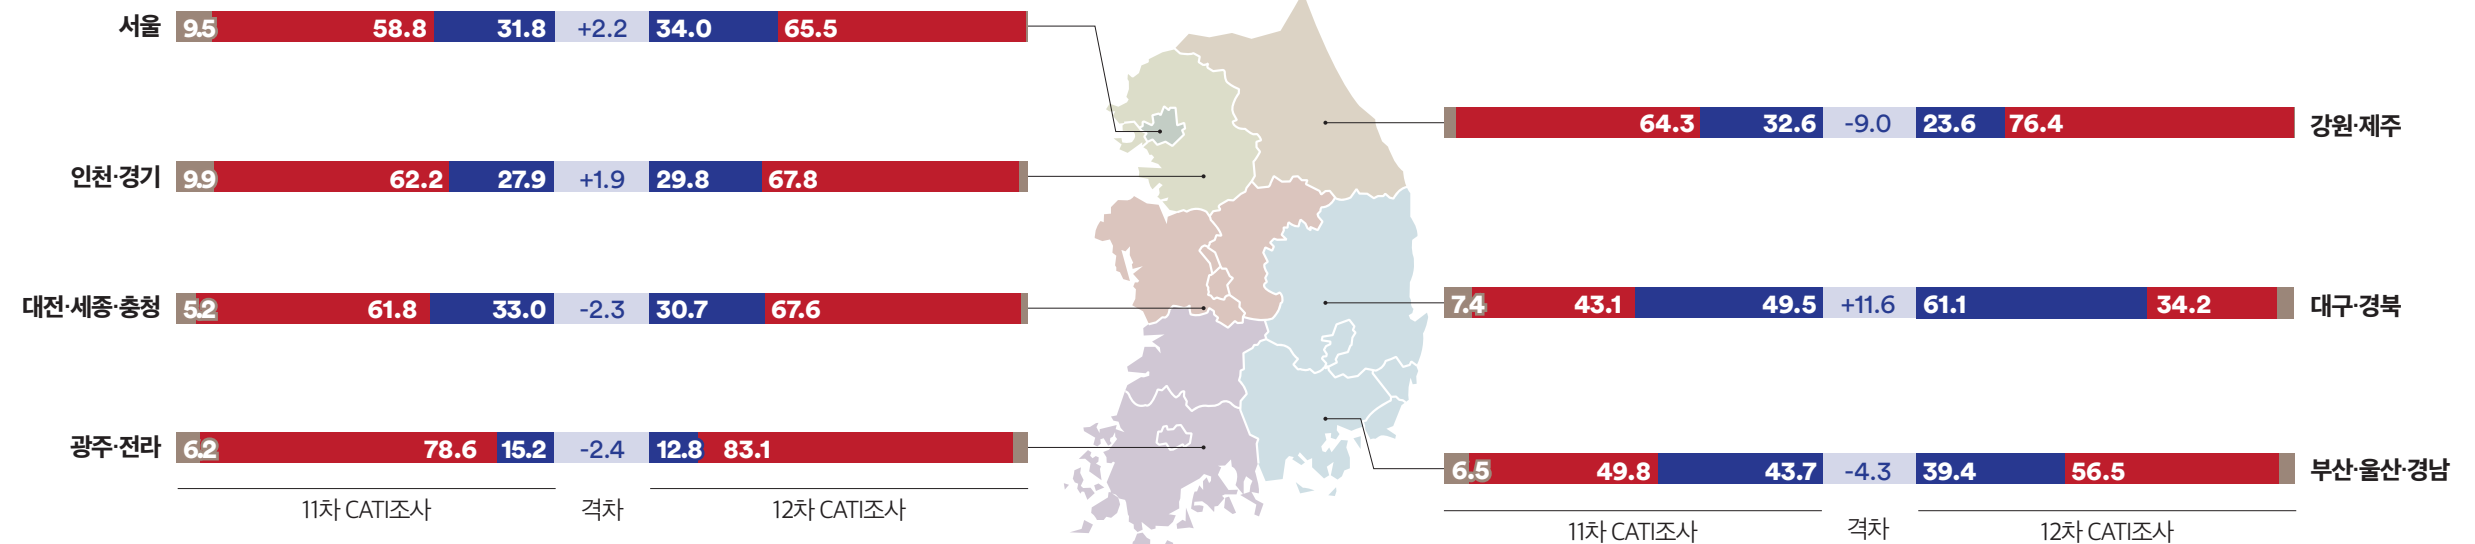 서울 9.5 58.8 31.8 +2.2 34.0 65.5
인천·경기 9.9 62.2 27.9 +1.9 29.8 67.8
대전·세종·충청 5.2 61.8 33.0 -2.3 30.7 67.6
광주·전라 6.2 78.6 15.2 -2.4 12.8 83.1
11차 CATI조사 격차 12차 CATI조사
64.3 32.6 -9.0 23.6 76.4 강원·제주
7.4 43.1 49.5 +11.6 61.1 34.2 대구·경북
6.5 49.8 43.7 -4.3 39.4 56.5 부산·울산·경남
11차 CATI조사 격차 12차 CATI조사